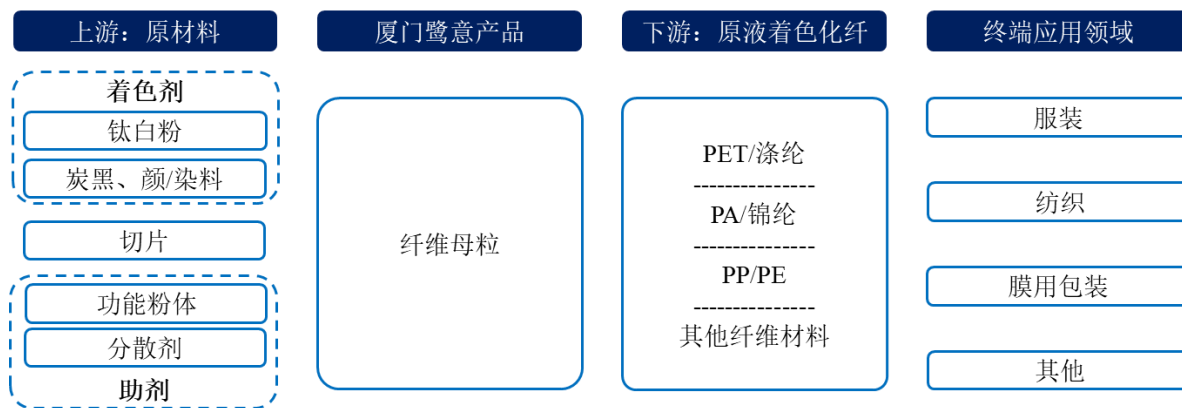 上游：原材料
着色剂
钛白粉
炭黑、颜/染料
切片
功能粉体
分散剂
助剂
厦门鹭意产品
纤维母粒
下游：原液着色化纤
PET/涤纶
---------------
PA/锦纶
---------------
PP/PE
---------------
其他纤维材料
终端应用领域
服装
纺织
膜用包装
其他